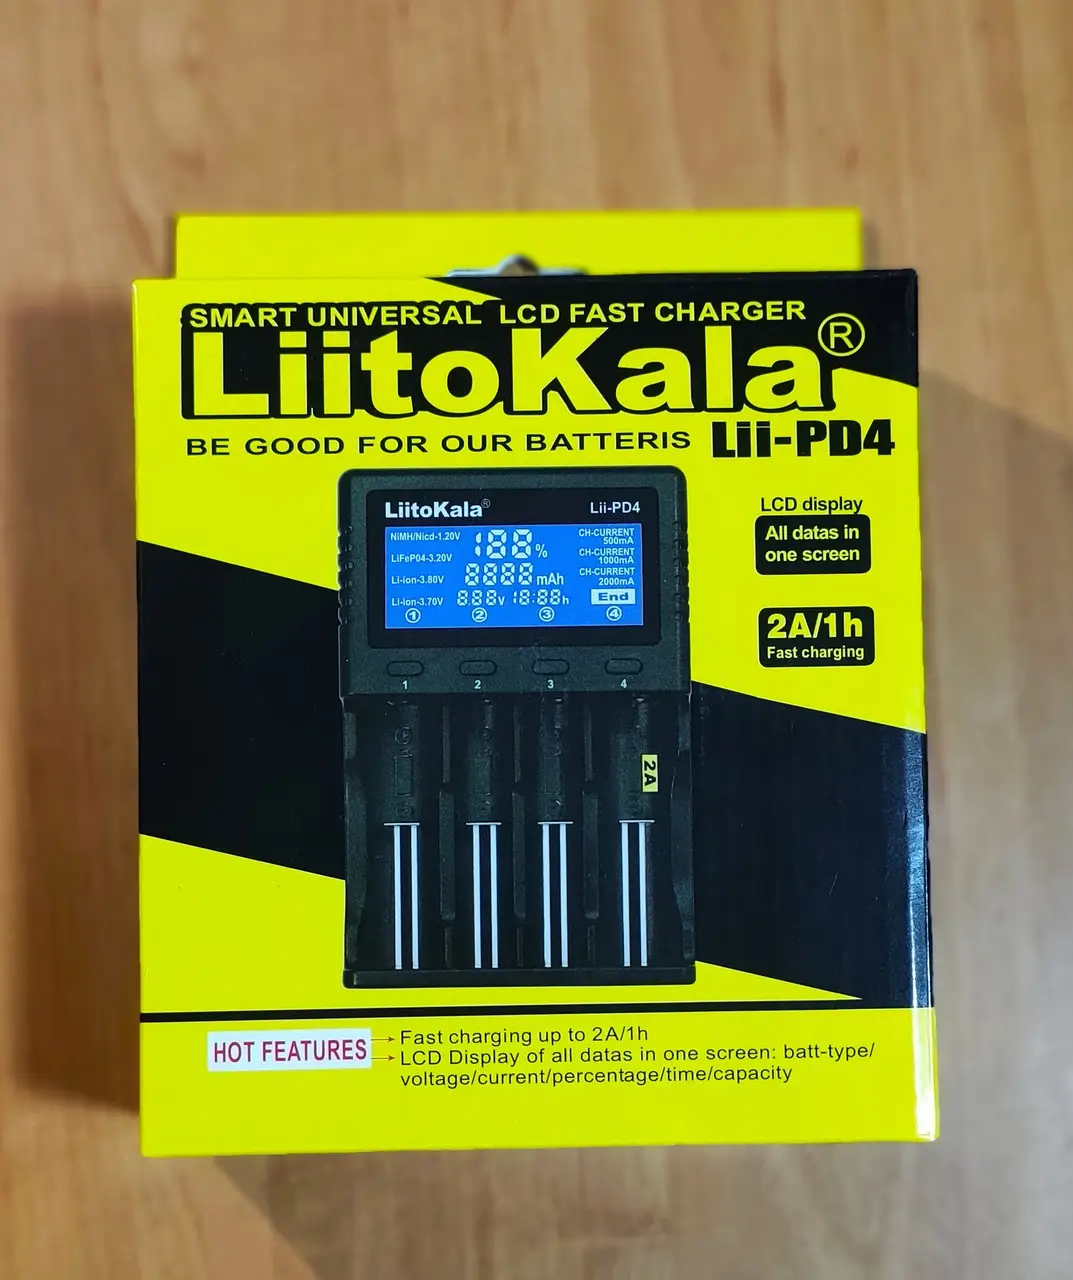 SMART UNIVERSAL LCD FAST CHARGER
LiitoKala®
BE GOOD FOR OUR BATTERIS
Lii-PD4
LiitoKala®
Lii-PD4
NiMH/Nicd-1.20V
LiFeP04-3.20V
Li-ion-3.80V
Li-ion-3.70V
188%
8888mAh
8.88V 18:88h
CH-CURRENT
500mA
CH-CURRENT
1000mA
CH-CURRENT
2000mA
End
① ② ③ ④
1 2 3 4
2A
LCD display
All datas in
one screen
2A/1h
Fast charging
HOT FEATURES
Fast charging up to 2A/1h
LCD Display of all datas in one screen: batt-type/
voltage/current/percentage/time/capacity